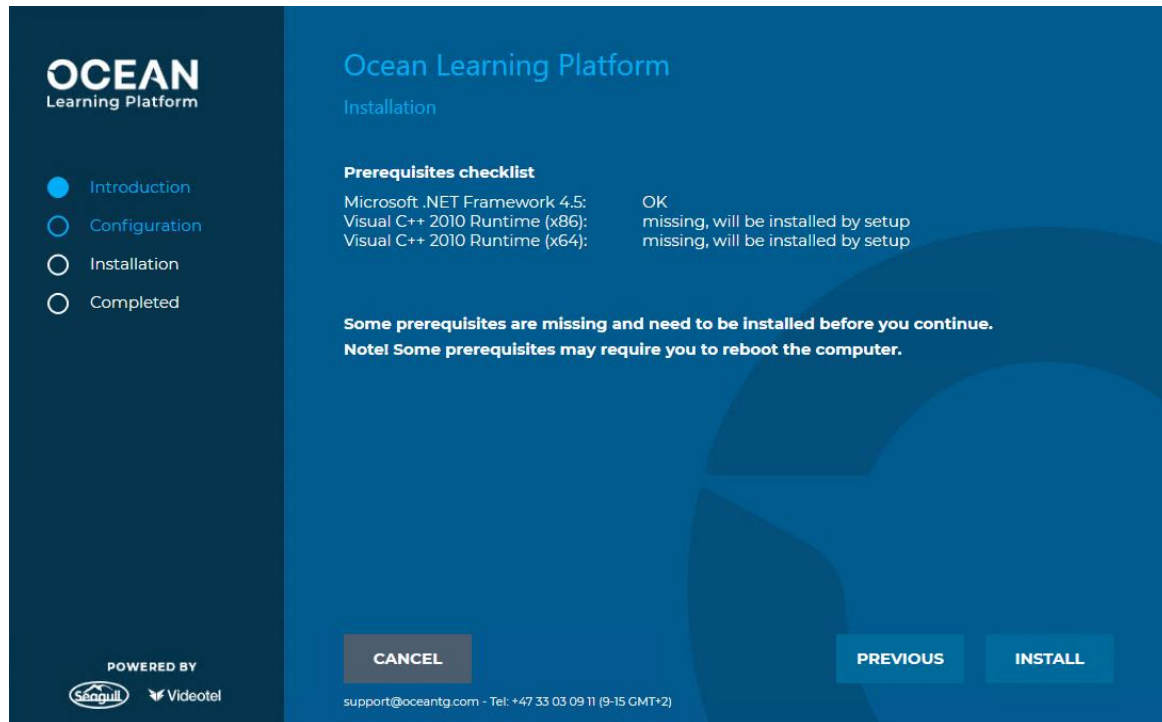 OCEAN
Learning Platform
Introduction
Configuration
Installation
Completed
POWERED BY
Seagull Videotel
Ocean Learning Platform
Installation
Prerequisites checklist
Microsoft .NET Framework 4.5: OK
Visual C++ 2010 Runtime (x86): missing, will be installed by setup
Visual C++ 2010 Runtime (x64): missing, will be installed by setup
Some prerequisites are missing and need to be installed before you continue.
Note! Some prerequisites may require you to reboot the computer.
CANCEL PREVIOUS INSTALL
support@oceantg.com - Tel: +47 33 03 09 11 (9-15 GMT+2)